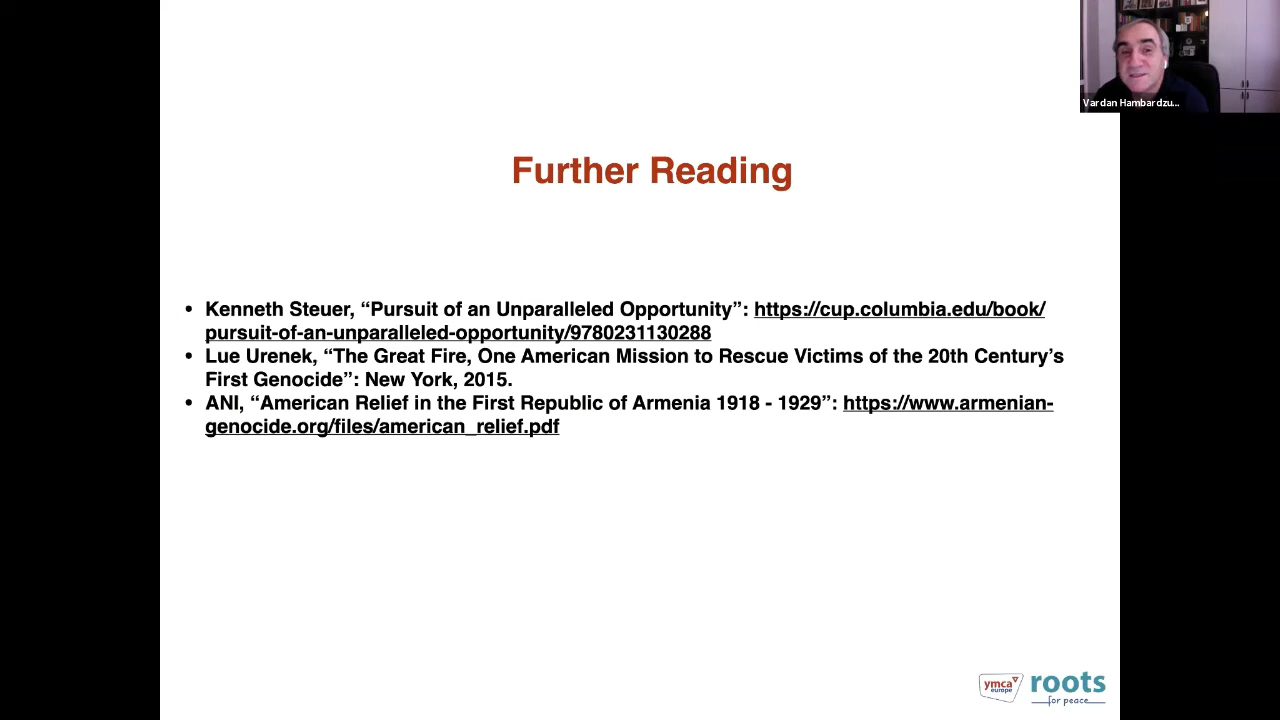 Vardan Hambardzu...
Further Reading
• Kenneth Steuer, “Pursuit of an Unparalleled Opportunity”: https://cup.columbia.edu/book/
pursuit-of-an-unparalleled-opportunity/9780231130288
• Lue Urenek, “The Great Fire, One American Mission to Rescue Victims of the 20th Century’s
First Genocide”: New York, 2015.
• ANI, “American Relief in the First Republic of Armenia 1918 - 1929”: https://www.armenian-
genocide.org/files/american_relief.pdf
ymca
europe
roots
for peace